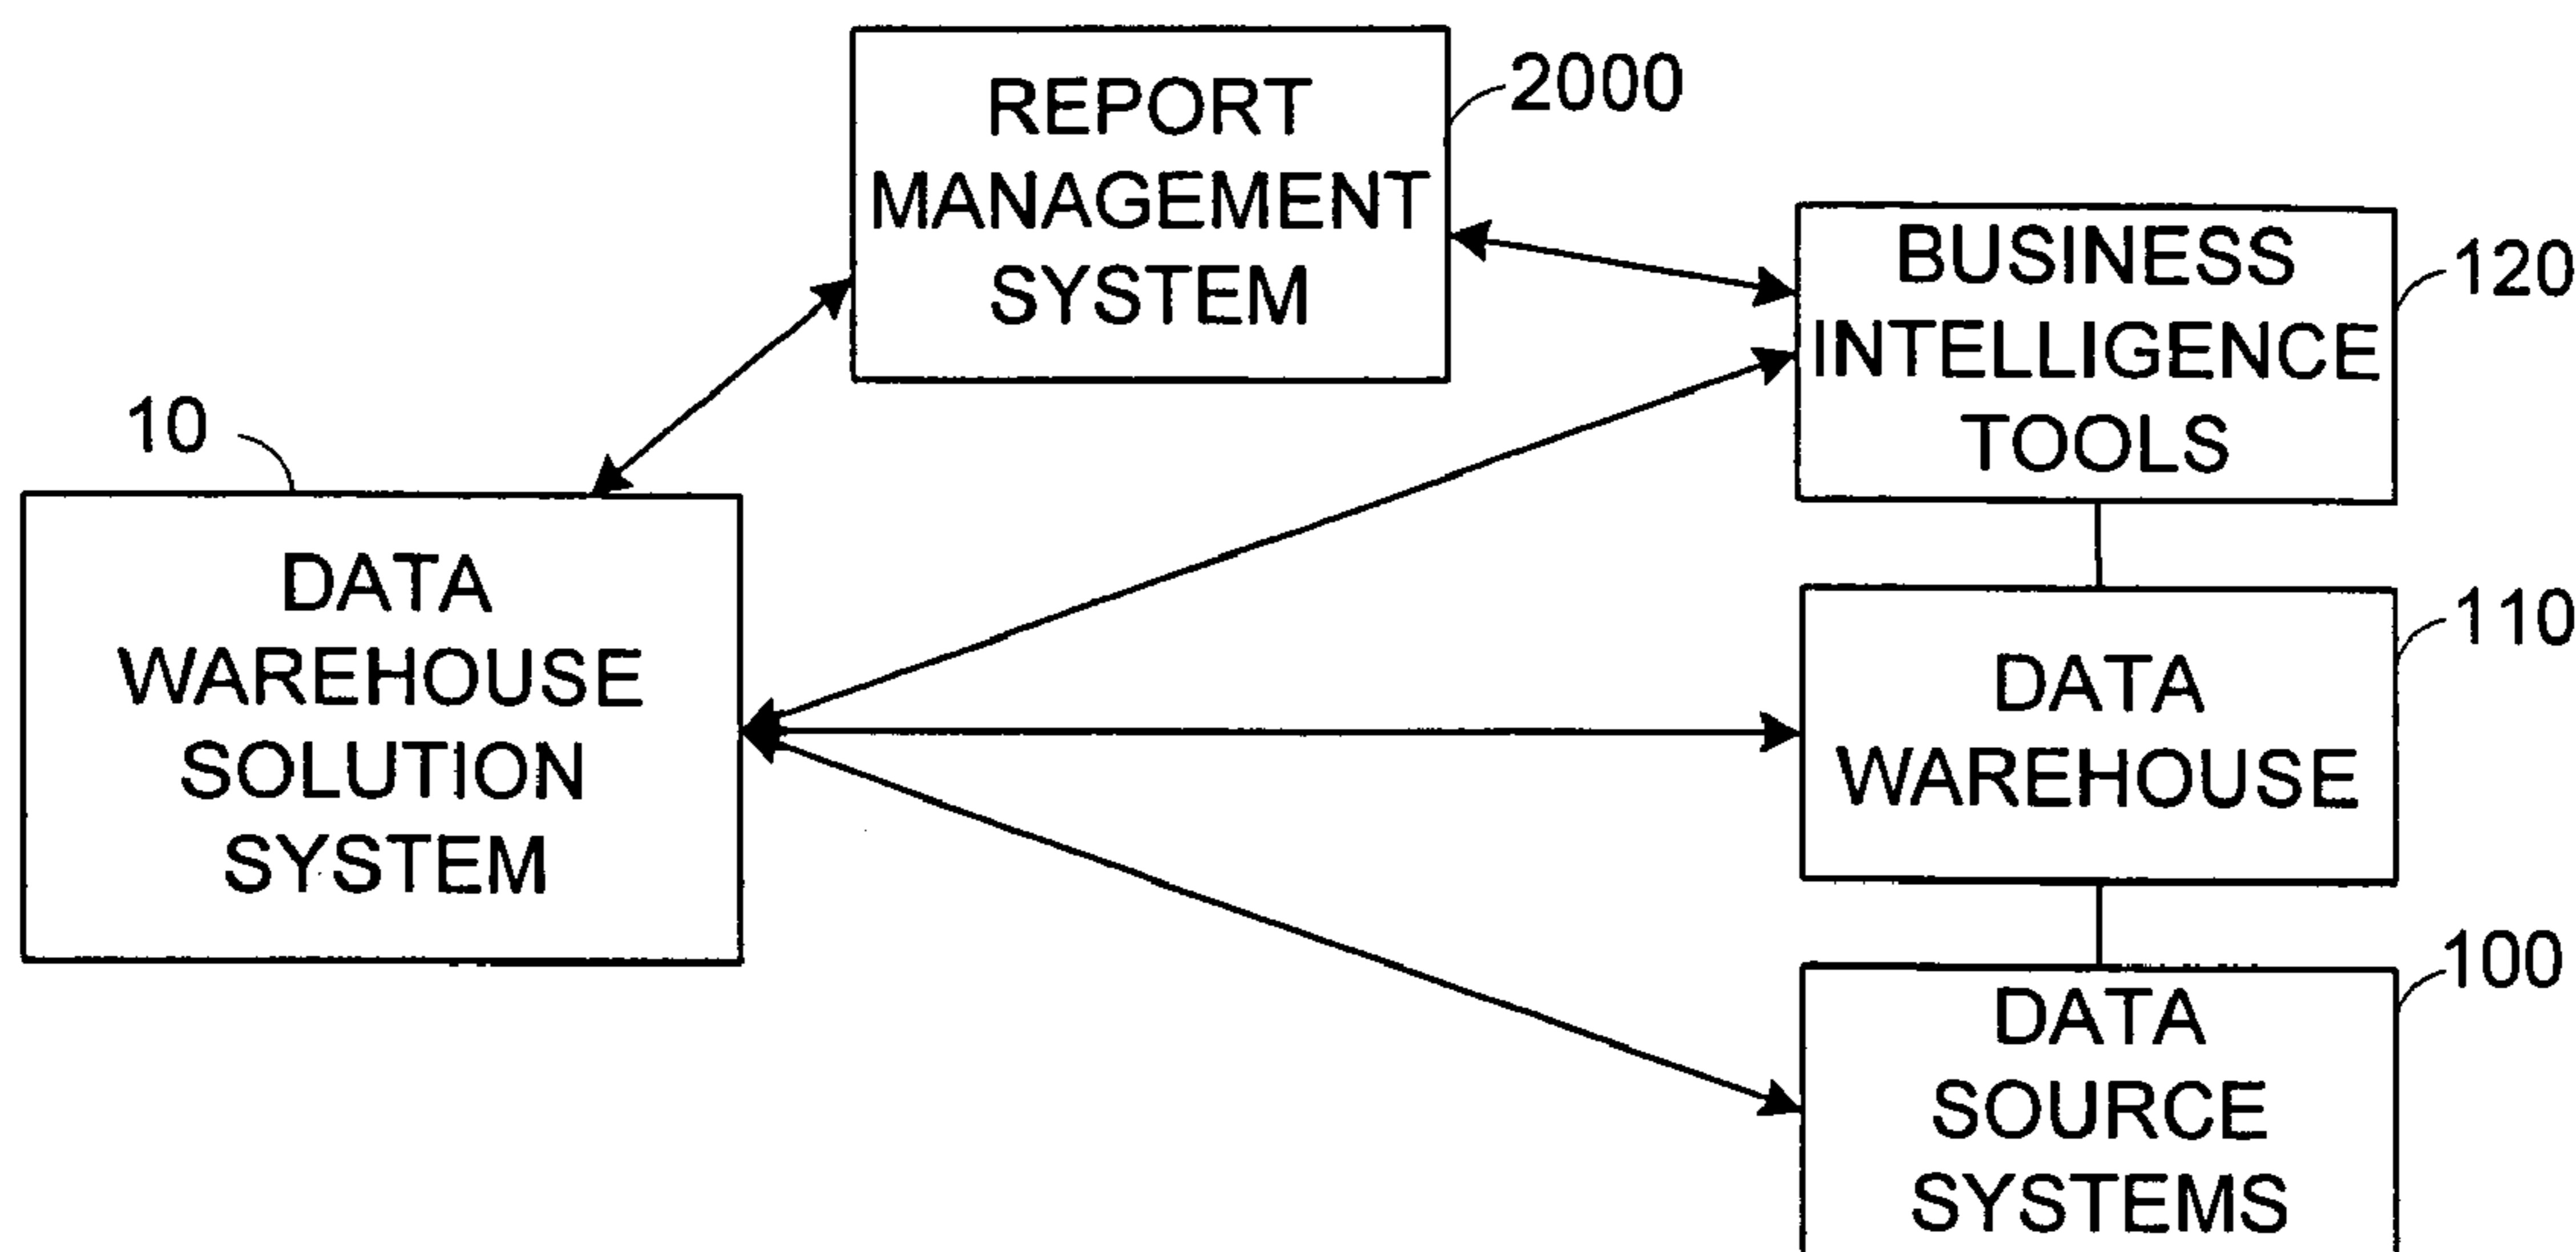 REPORT
MANAGEMENT
SYSTEM
2000
BUSINESS
INTELLIGENCE
TOOLS
120
10
DATA
WAREHOUSE
SOLUTION
SYSTEM
DATA
WAREHOUSE
110
DATA
SOURCE
SYSTEMS
100